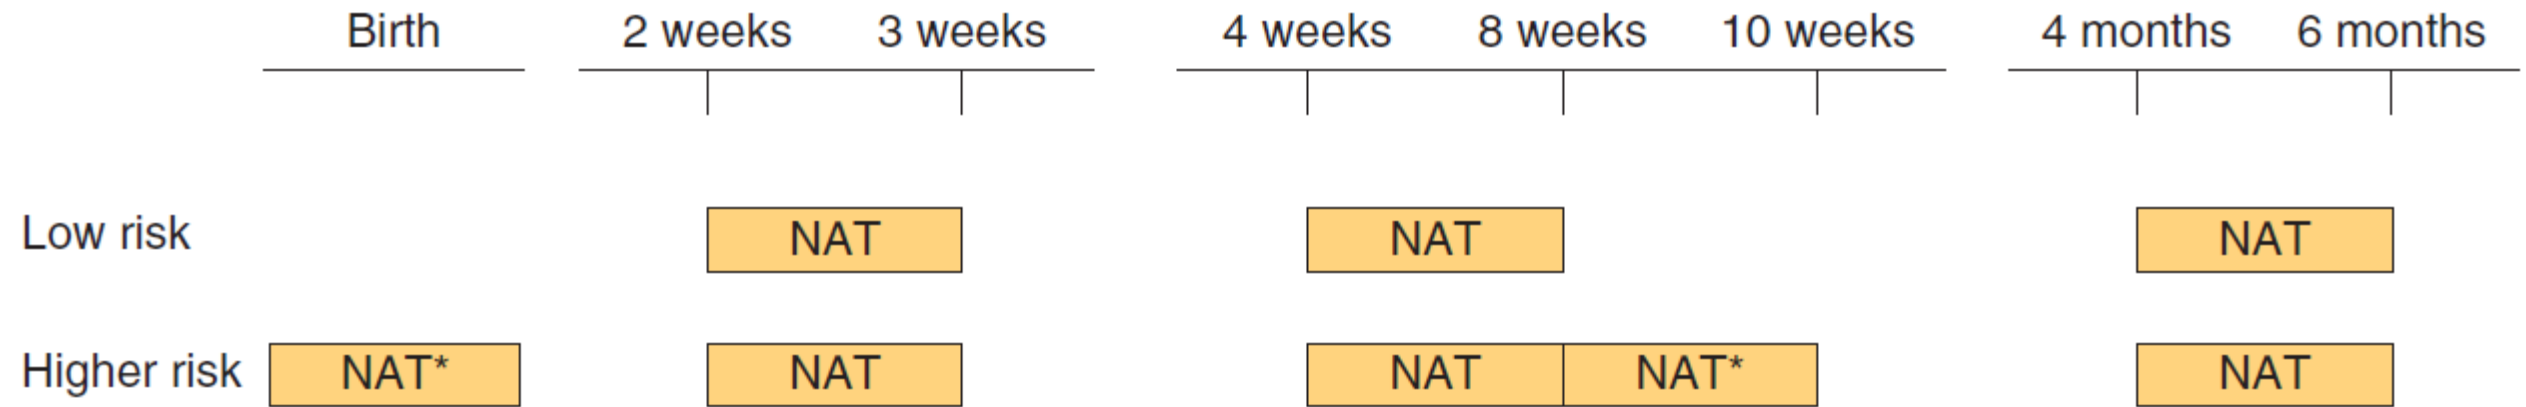 Birth 2 weeks 3 weeks 4 weeks 8 weeks 10 weeks 4 months 6 months
Low risk NAT NAT NAT
Higher risk NAT* NAT NAT NAT* NAT